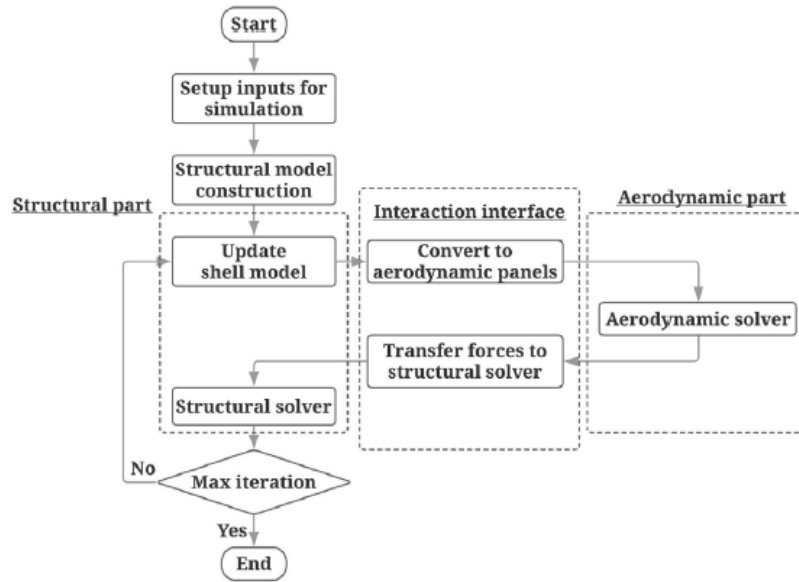 Start
Setup inputs for
simulation
Structural model
construction
Structural part
Interaction interface
Aerodynamic part
Update
shell model
Convert to
aerodynamic panels
Aerodynamic solver
Transfer forces to
structural solver
Structural solver
No
Max iteration
Yes
End